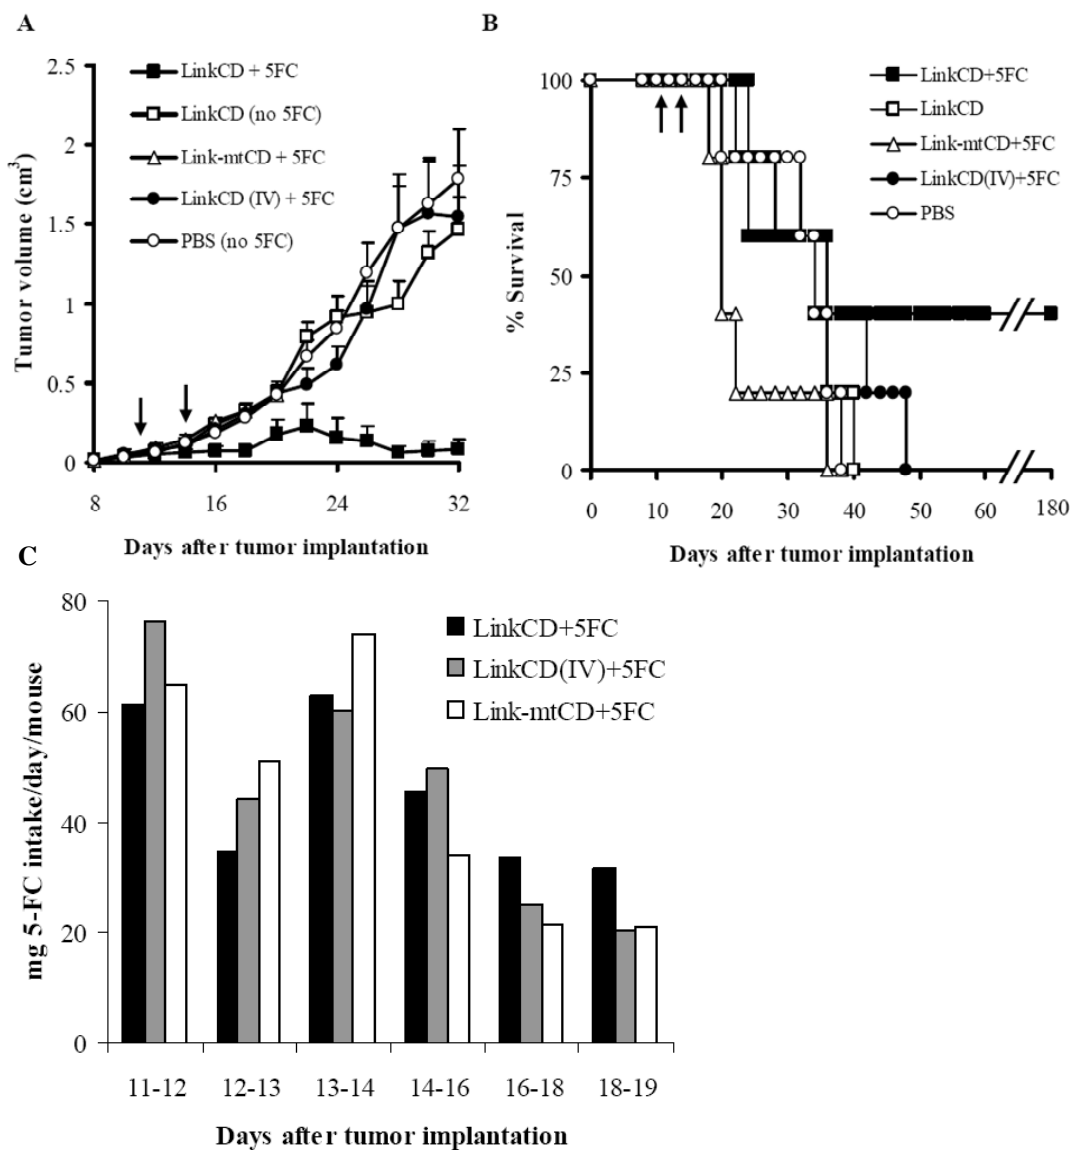 A
2.5
2
1.5
1
0.5
0
Tumor volume (cm3)
LinkCD + 5FC
LinkCD (no 5FC)
Link-mtCD + 5FC
LinkCD (IV) + 5FC
PBS (no 5FC)
8 16 24 32
Days after tumor implantation
B
100
75
50
25
0
% Survival
LinkCD+5FC
LinkCD
Link-mtCD+5FC
LinkCD(IV)+5FC
PBS
0 10 20 30 40 50 60 180
Days after tumor implantation
C
80
60
40
20
0
mg 5-FC intake/day/mouse
LinkCD+5FC
LinkCD(IV)+5FC
Link-mtCD+5FC
11-12 12-13 13-14 14-16 16-18 18-19
Days after tumor implantation